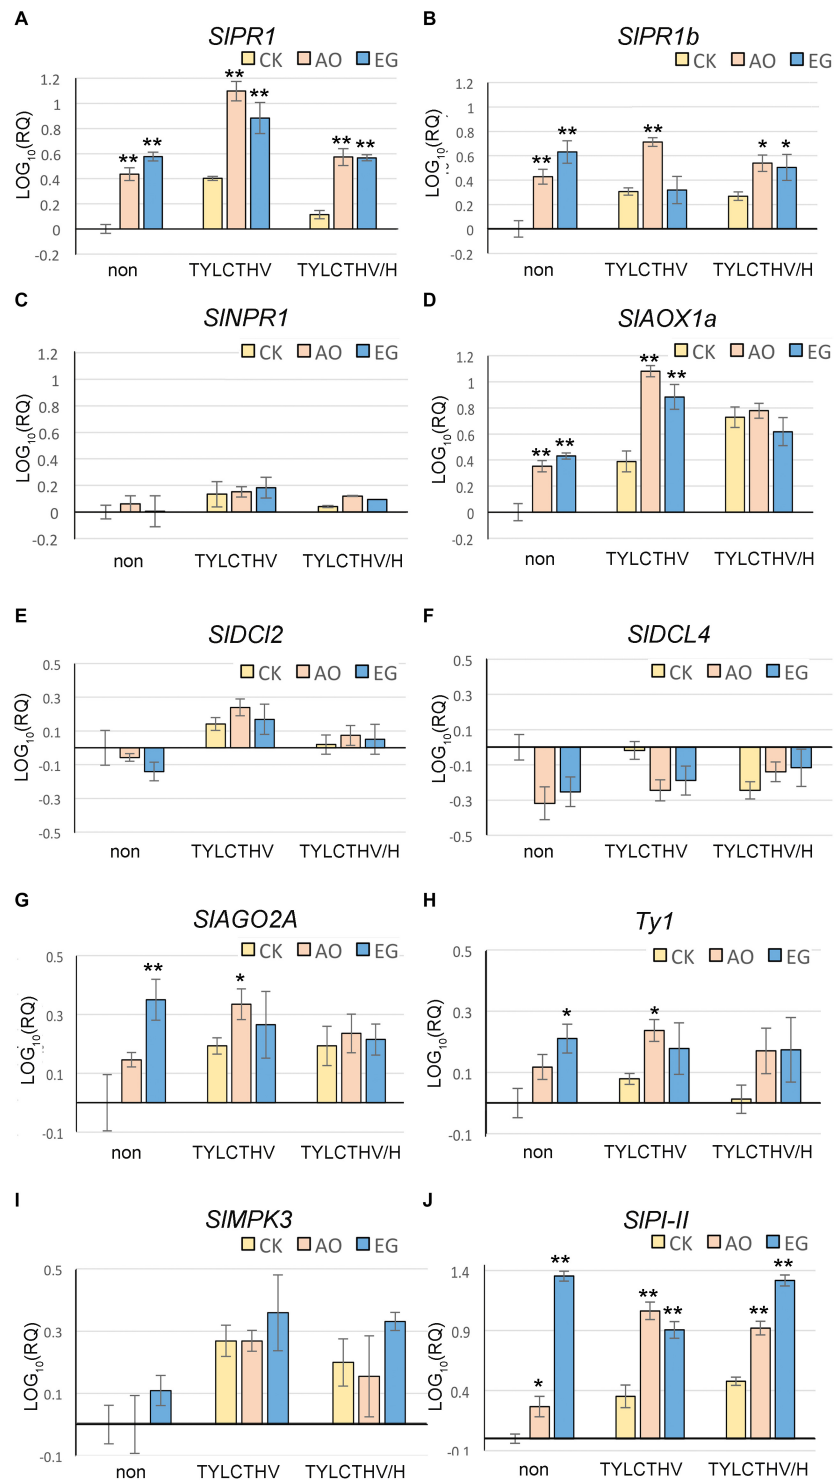 A
SlPR1
CK AO EG
LOG10(RQ)
1.2
1
0.8
0.6
0.4
0.2
0
-0.2
** ** ** ** ** **
non TYLCTHV TYLCTHV/H
B
SlPR1b
CK AO EG
LOG10(RQ)
1.2
1
0.8
0.6
0.4
0.2
0
-0.2
** ** ** * *
non TYLCTHV TYLCTHV/H
C
SlNPR1
CK AO EG
LOG10(RQ)
1.2
1
0.8
0.6
0.4
0.2
0
-0.2
non TYLCTHV TYLCTHV/H
D
SlAOX1a
CK AO EG
LOG10(RQ)
1.2
1
0.8
0.6
0.4
0.2
0
-0.2
** ** ** **
non TYLCTHV TYLCTHV/H
E
SlDCl2
CK AO EG
LOG10(RQ)
0.5
0.3
0.1
-0.1
-0.3
-0.5
non TYLCTHV TYLCTHV/H
F
SlDCL4
CK AO EG
LOG10(RQ)
0.5
0.3
0.1
-0.1
-0.3
-0.5
non TYLCTHV TYLCTHV/H
G
SlAGO2A
CK AO EG
LOG10(RQ)
0.5
0.3
0.1
-0.1
** *
non TYLCTHV TYLCTHV/H
H
Ty1
CK AO EG
LOG10(RQ)
0.5
0.3
0.1
-0.1
* *
non TYLCTHV TYLCTHV/H
I
SlMPK3
CK AO EG
LOG10(RQ)
0.5
0.3
0.1
-0.1
non TYLCTHV TYLCTHV/H
J
SlPI-II
CK AO EG
LOG10(RQ)
1.4
0.9
0.4
-0.1
* ** ** ** ** **
non TYLCTHV TYLCTHV/H